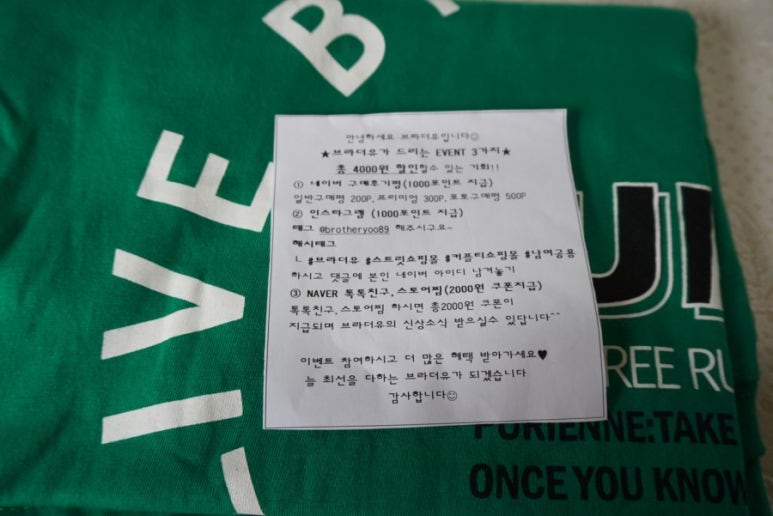 IVE B
안녕하세요 브라더유입니다☺
★브라더유가 드리는 EVENT 3가지★
총 4000원 할인할수 있는 기회!!
① 네이버 구매후기평(1000포인트 지급)
일반구매평 200P, 프리미엄 300P, 포토구매평 500P
② 인스타그램 (1000포인트 지급)
태그 @brotheryoo89 해주시구요~
해시태그
ㄴ #브라더유 #스트릿쇼핑몰 #커플티쇼핑몰 #남여공용
하시고 댓글에 본인 네이버 아이디 남겨놓기
③ NAVER 톡톡친구, 스토어찜(2000원 쿠폰지급)
톡톡친구, 스토어찜 하시면 총2000원 쿠폰이
지급되며 브라더유의 신상소식 받으실수 있답니다^^
이벤트 참여하시고 더 많은 혜택 받아가세요♥
늘 최선을 다하는 브라더유가 되겠습니다
감사합니다☺
REE RU
FURIENNE:TAKE
ONCE YOU KNOW